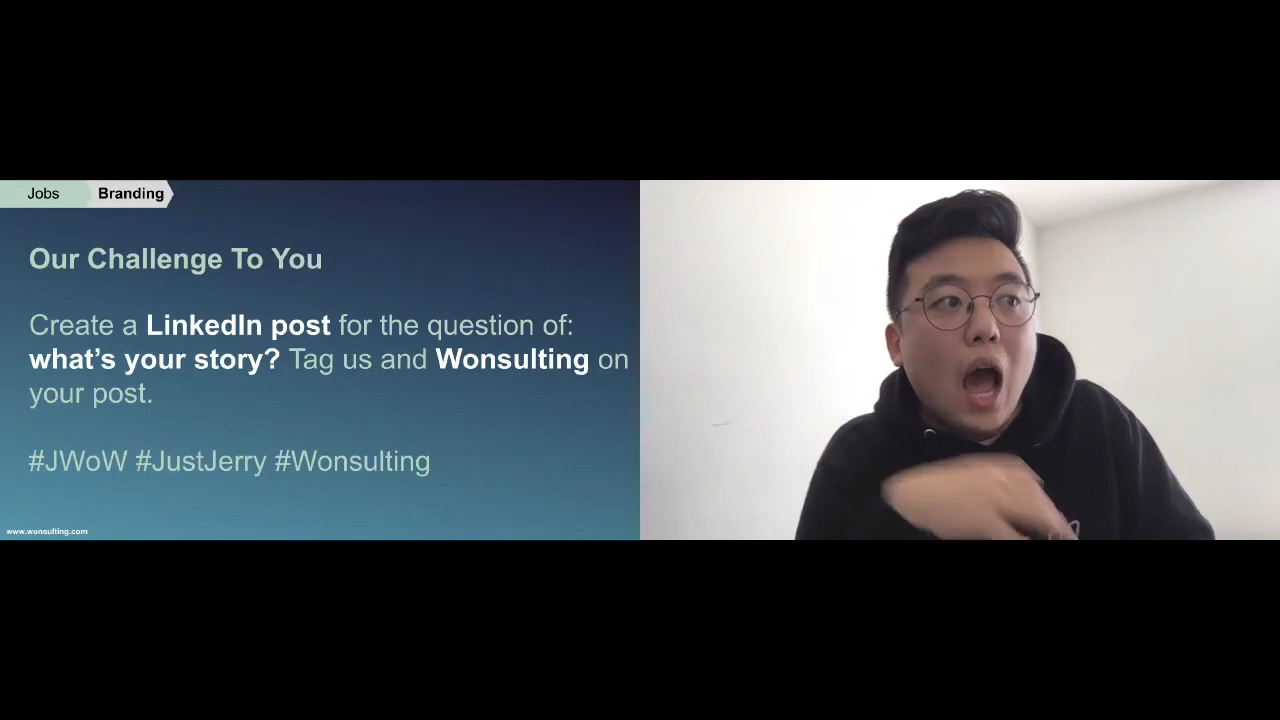 Jobs Branding
Our Challenge To You
Create a LinkedIn post for the question of:
what’s your story? Tag us and Wonsulting on
your post.
#JWoW #JustJerry #Wonsulting
www.wonsulting.com